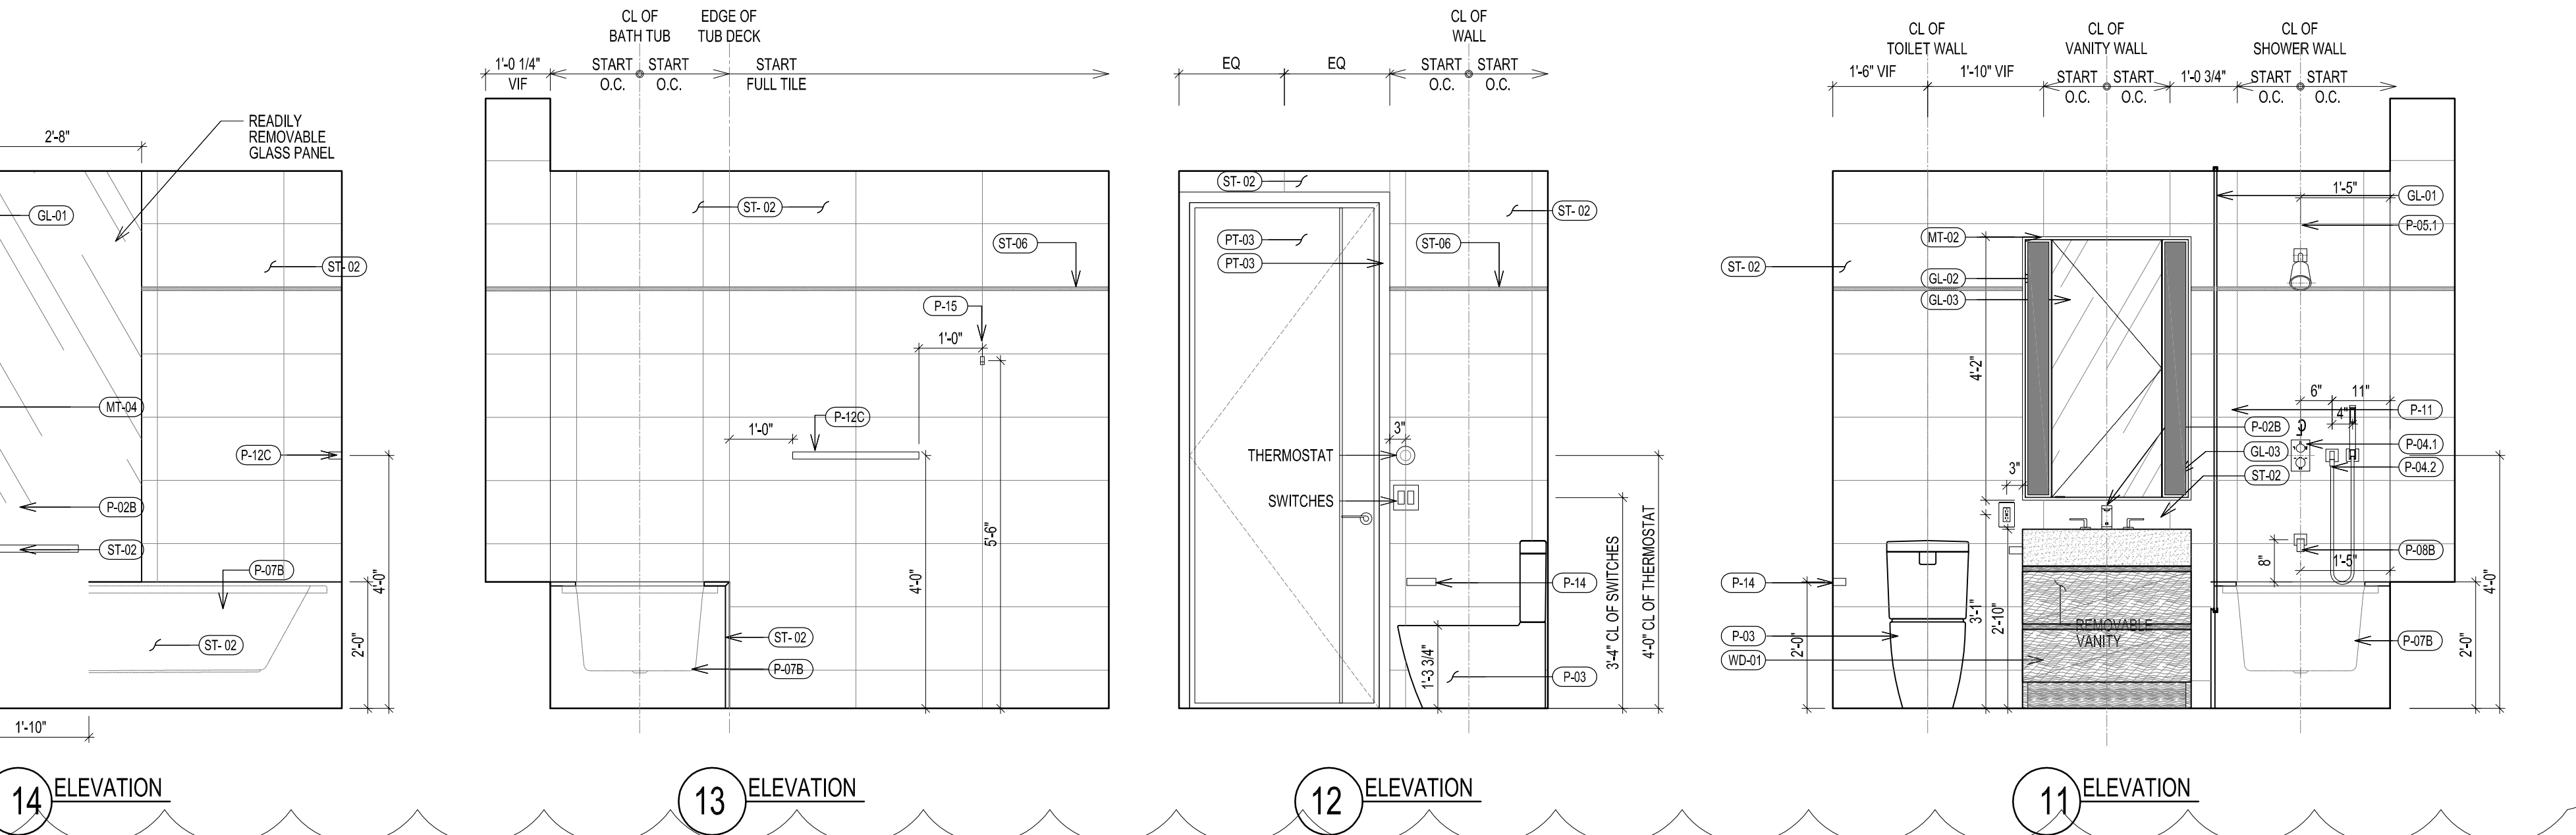 2'-8"
READILY
REMOVABLE
GLASS PANEL
GL-01
ST- 02
MT-04
P-12C
P-02B
ST-02
P-07B
ST- 02
4'-0"
2'-0"
1'-10"
14 ELEVATION
CL OF
BATH TUB
EDGE OF
TUB DECK
1'-0 1/4"
VIF
START START
O.C. O.C.
START
FULL TILE
ST- 02
ST-06
P-15
1'-0"
P-12C
1'-0"
5'-6"
4'-0"
ST- 02
P-07B
13 ELEVATION
CL OF
WALL
EQ EQ
START START
O.C. O.C.
ST- 02
ST- 02
PT-03
ST-06
PT-03
3"
THERMOSTAT
SWITCHES
P-14
1'-3 3/4"
P-03
3'-4" CL OF SWITCHES
4'-0" CL OF THERMOSTAT
12 ELEVATION
CL OF
TOILET WALL
CL OF
VANITY WALL
CL OF
SHOWER WALL
1'-6" VIF
1'-10" VIF
START START
O.C. O.C.
1'-0 3/4"
START START
O.C. O.C.
1'-5"
GL-01
P-05.1
MT-02
ST- 02
GL-02
GL-03
4'-2"
6" 11"
4"
P-11
P-02B
P-04.1
GL-03
P-04.2
3"
ST-02
P-08B
8"
1'-5"
P-14
3'-1"
2'-10"
2'-0"
REMOVABLE
VANITY
P-03
WD-01
P-07B
4'-0"
2'-0"
11 ELEVATION